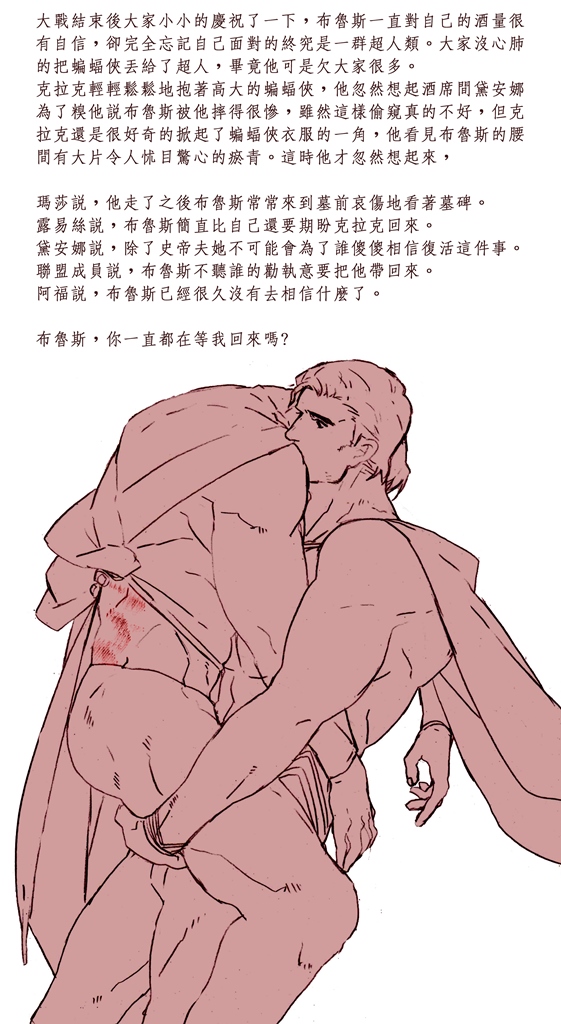 大戰結束後大家小小的慶祝了一下，布魯斯一直對自己的酒量很
有自信，卻完全忘記自己面對的終究是一群超人類。大家沒心肺
的把蝙蝠俠丟給了超人，畢竟他可是欠大家很多。
克拉克輕輕鬆鬆地抱著高大的蝙蝠俠，他忽然想起酒席間黛安娜
為了糗他説布魯斯被他摔得很慘，雖然這樣偷窺真的不好，但克
拉克還是很好奇的掀起了蝙蝠俠衣服的一角，他看見布魯斯的腰
間有大片令人怵目驚心的瘀青。這時他才忽然想起來，
瑪莎説，他走了之後布魯斯常常來到墓前哀傷地看著墓碑。
露易絲説，布魯斯簡直比自己還要期盼克拉克回來。
黛安娜説，除了史帝夫她不可能會為了誰傻傻相信復活這件事。
聯盟成員説，布魯斯不聽誰的勸執意要把他帶回來。
阿福説，布魯斯已經很久沒有去相信什麼了。
布魯斯，你一直都在等我回來嗎?